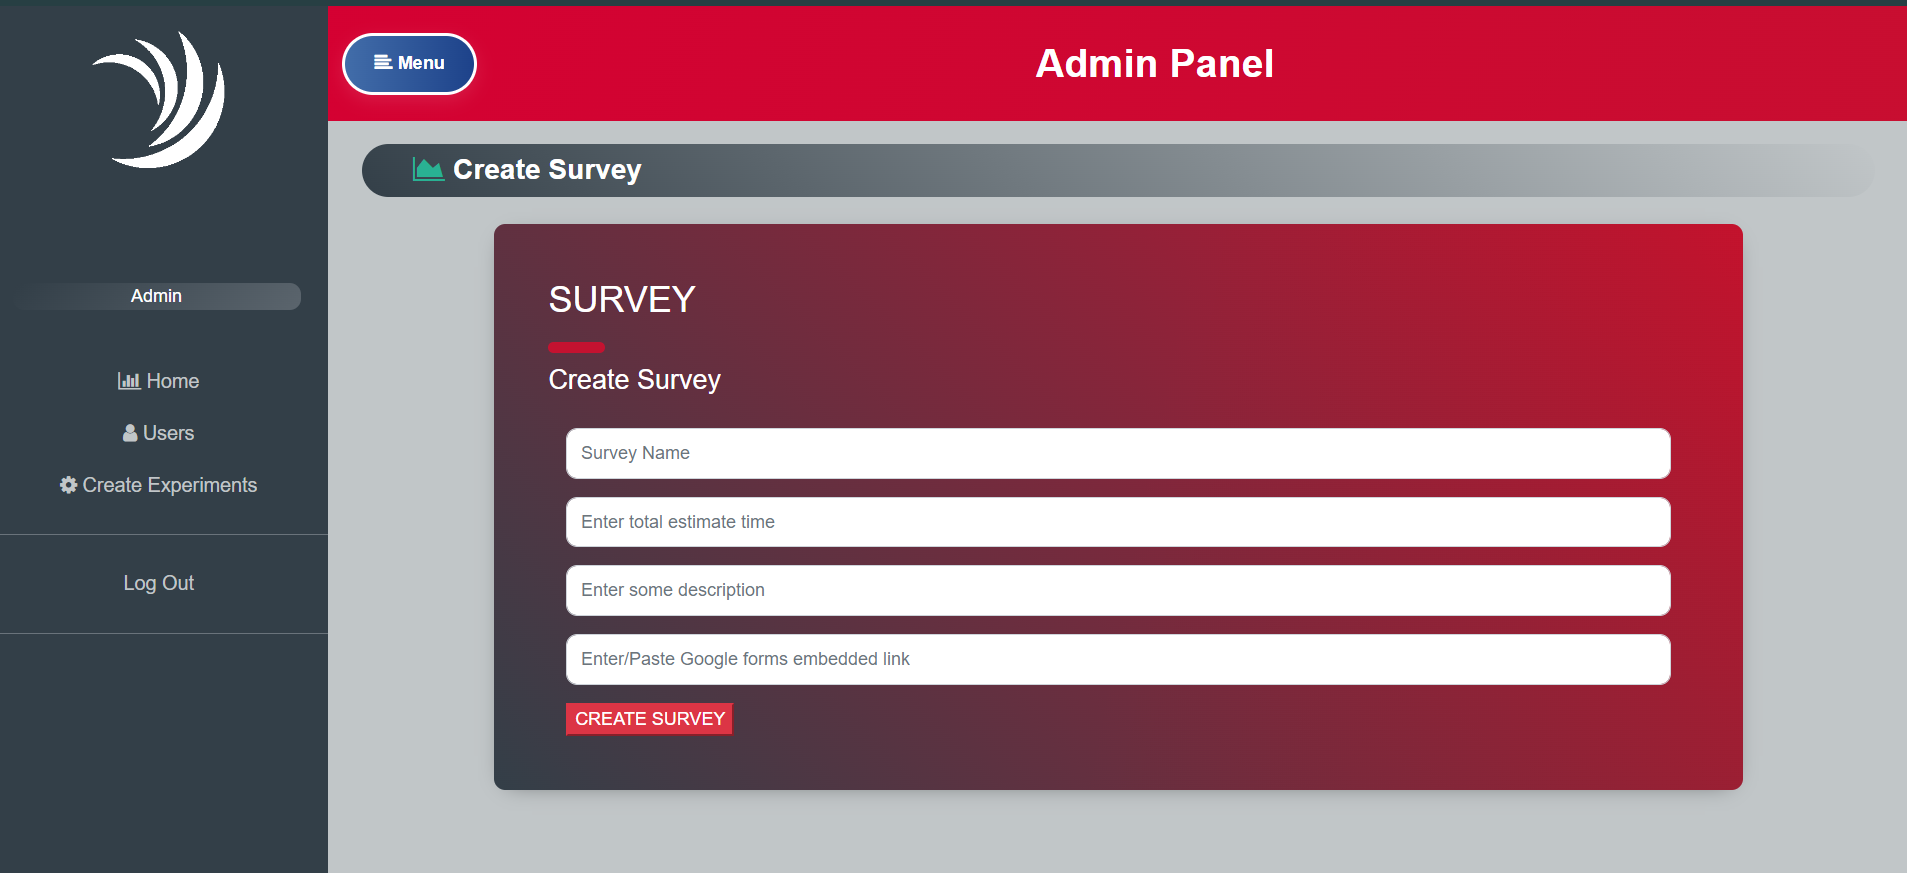 Menu
Admin Panel
Create Survey
Admin
Home
Users
Create Experiments
Log Out
SURVEY
Create Survey
Survey Name
Enter total estimate time
Enter some description
Enter/Paste Google forms embedded link
CREATE SURVEY